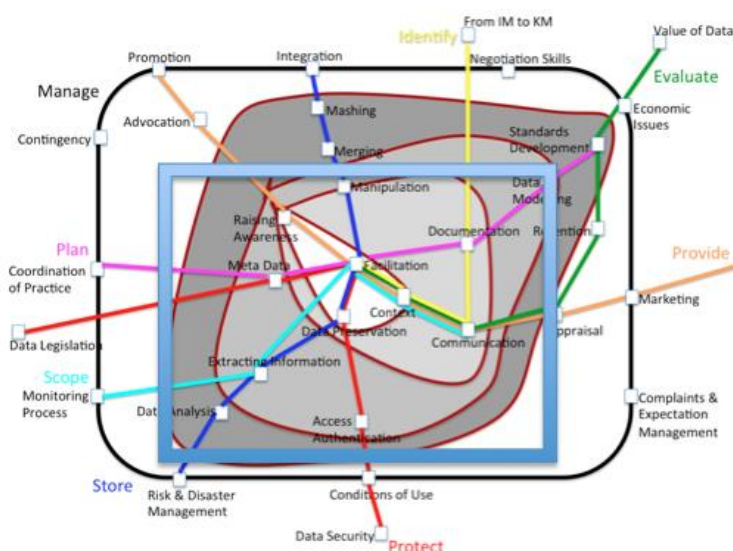 From IM to KM
Identify
Value of Data
Promotion
Integration
Negotiation Skills
Evaluate
Manage
Mashing
Economic
Issues
Advocation
Contingency
Standards
Development
Merging
Manipulation
Data
Modeling
Raising
Awareness
Documentation
Plan
Provide
Coordination
of Practice
Meta Data
Facilitation
Marketing
Context
Data Legislation
Data Preservation
Communication
Scope
Extracting Information
Monitoring
Process
Complaints &
Expectation
Management
Data Analysis
Access
Authentication
Store
Risk & Disaster
Management
Conditions of Use
Data Security
Protect